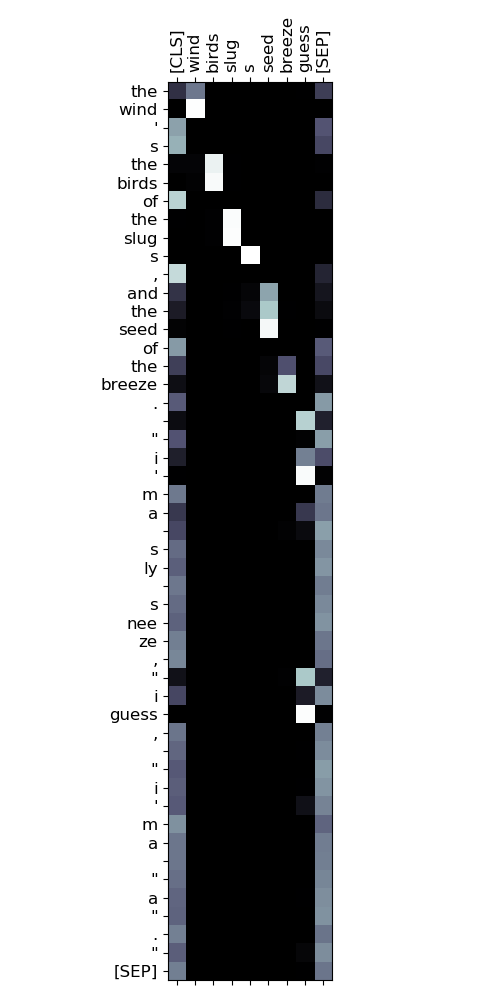 [CLS] wind birds slug s seed breeze guess [SEP]
the
wind
'
s
the
birds
of
the
slug
s
,
and
the
seed
of
the
breeze
.
"
i
'
m
a
s
ly
s
nee
ze
,
"
i
guess
,
"
i
'
m
a
"
a
"
.
"
[SEP]